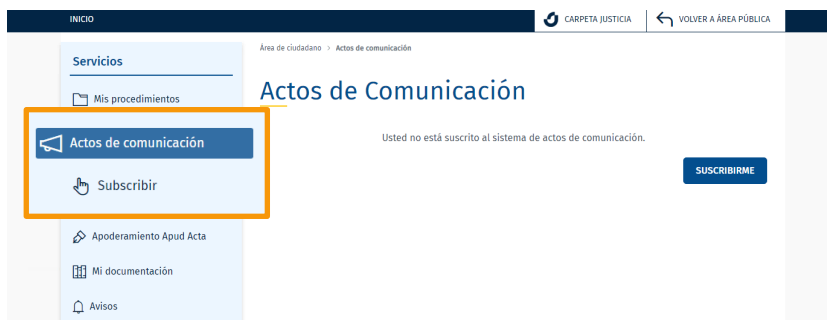 INICIO
CARPETA JUSTICIA
VOLVER A ÁREA PÚBLICA
Servicios
Mis procedimientos
Actos de comunicación
Subscribir
Apoderamiento Apud Acta
Mi documentación
Avisos
Área de ciudadano > Actos de comunicación
Actos de Comunicación
Usted no está suscrito al sistema de actos de comunicación.
SUSCRIBIRME